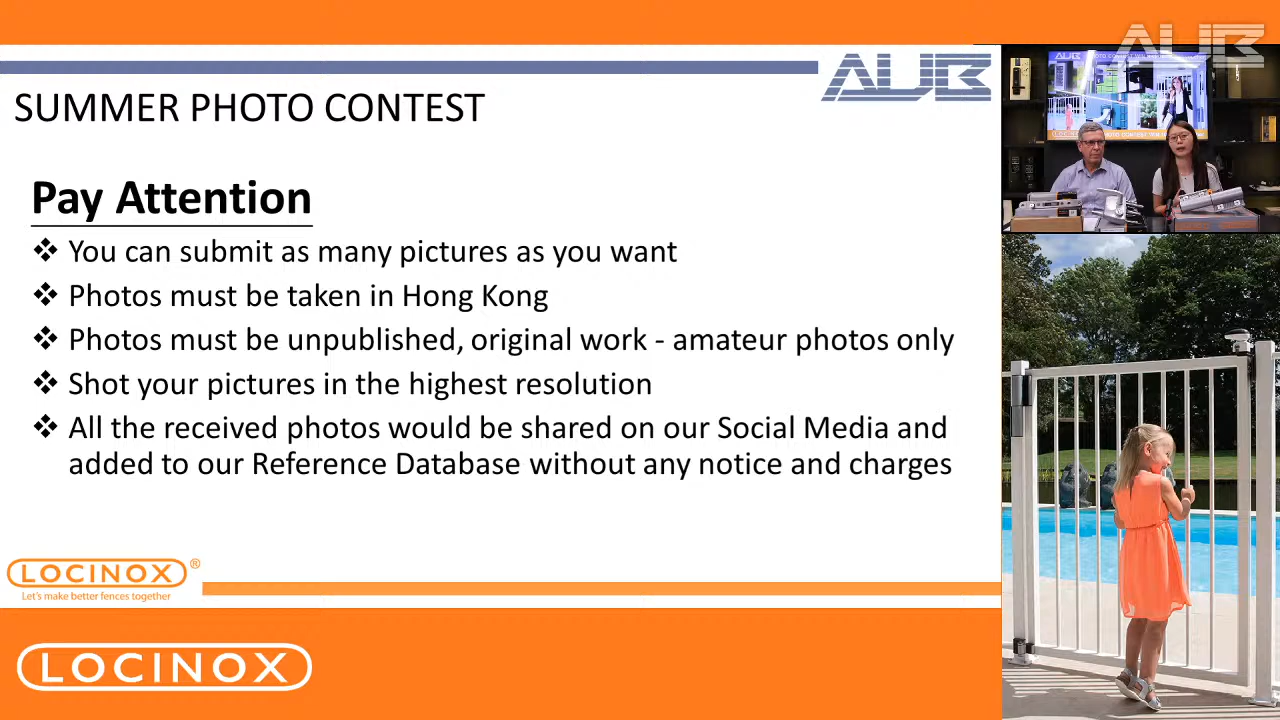 AUB
AUB
SUMMER PHOTO CONTEST
Pay Attention
❖ You can submit as many pictures as you want
❖ Photos must be taken in Hong Kong
❖ Photos must be unpublished, original work - amateur photos only
❖ Shot your pictures in the highest resolution
❖ All the received photos would be shared on our Social Media and
added to our Reference Database without any notice and charges
LOCINOX®
Let's make better fences together
LOCINOX